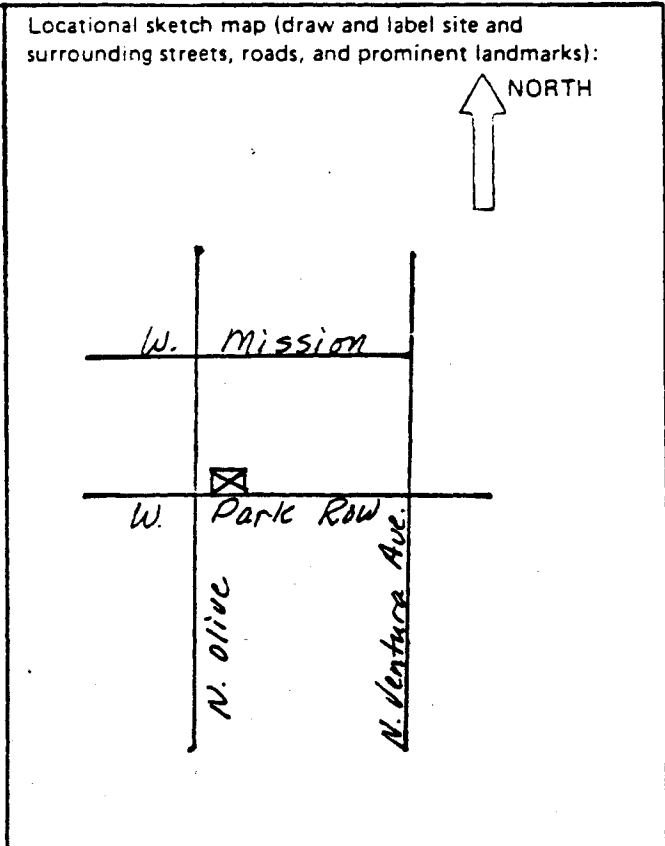 Locational sketch map (draw and label site and
surrounding streets, roads, and prominent landmarks):
NORTH
W. Mission
W. Park Row
N. Olive
N. Ventura Ave.